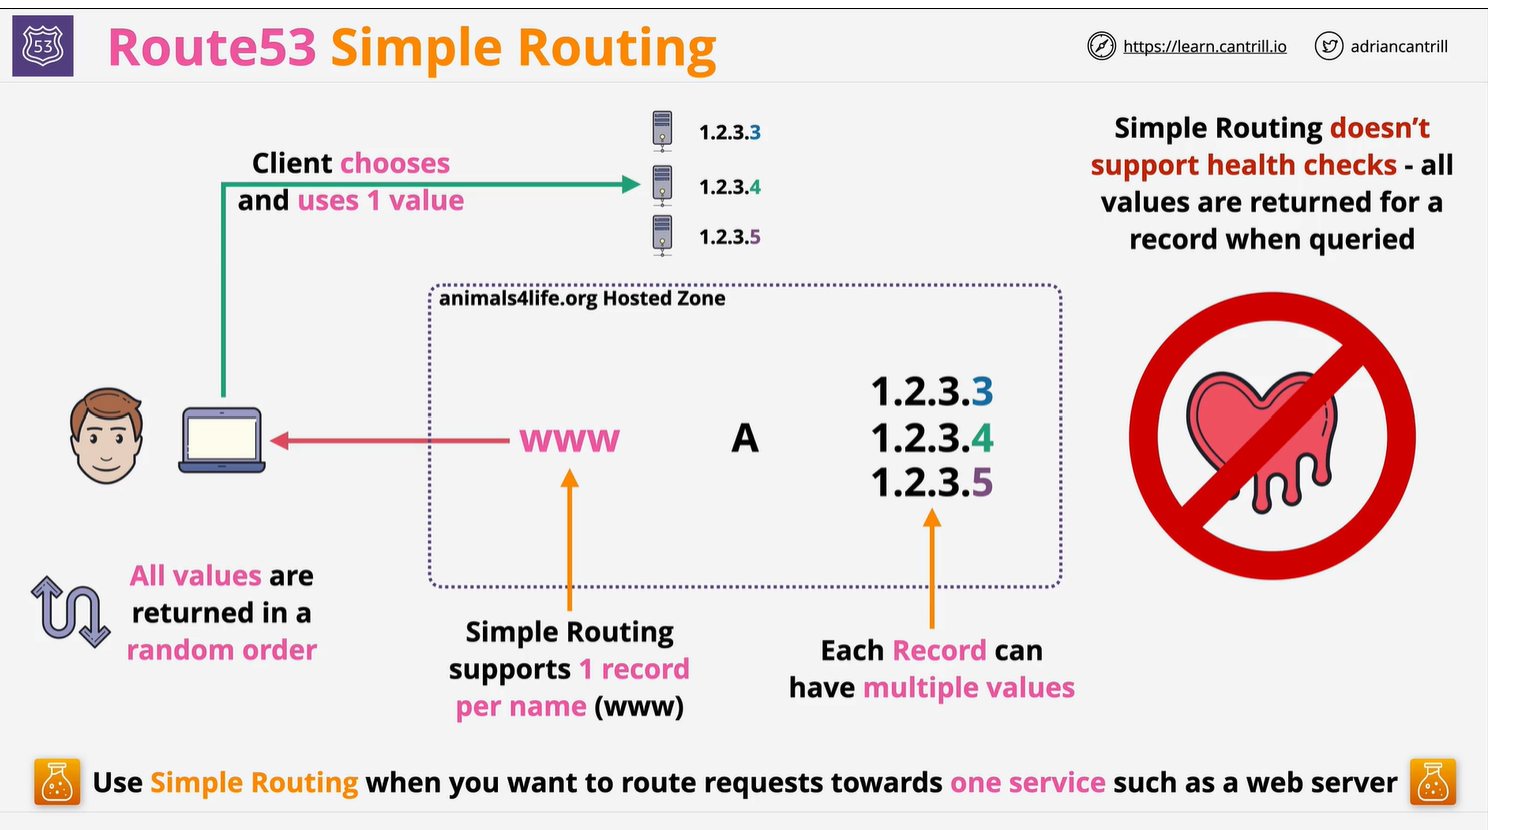 53
Route53 Simple Routing
https://learn.cantrill.io
adriancantrill
Client chooses
and uses 1 value
1.2.3.3
1.2.3.4
1.2.3.5
Simple Routing doesn’t
support health checks - all
values are returned for a
record when queried
animals4life.org Hosted Zone
www
A
1.2.3.3
1.2.3.4
1.2.3.5
All values are
returned in a
random order
Simple Routing
supports 1 record
per name (www)
Each Record can
have multiple values
Use Simple Routing when you want to route requests towards one service such as a web server